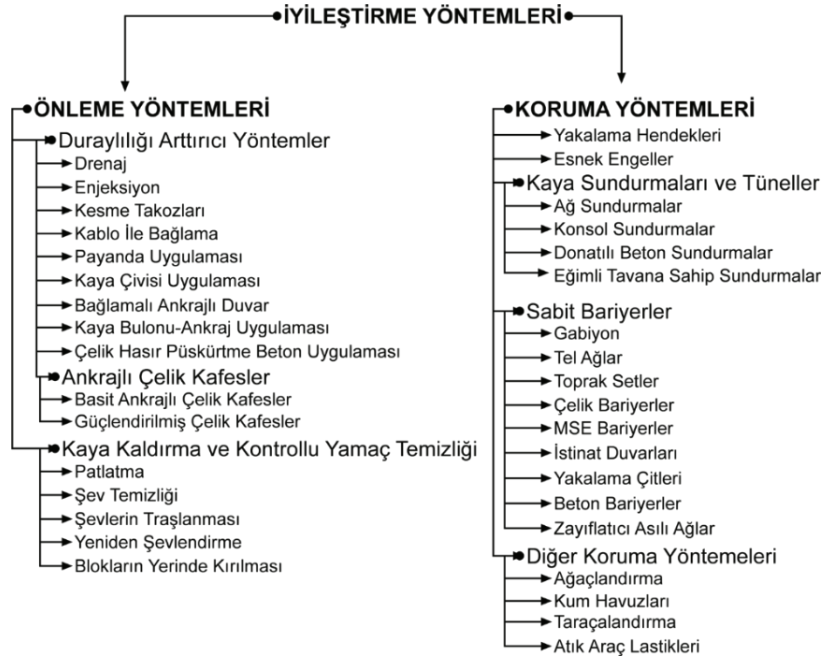 İYİLEŞTİRME YÖNTEMLERİ
ÖNLEME YÖNTEMLERİ
Duraylılığı Arttırıcı Yöntemler
Drenaj
Enjeksiyon
Kesme Takozları
Kablo İle Bağlama
Payanda Uygulaması
Kaya Çivisi Uygulaması
Bağlamalı Ankrajlı Duvar
Kaya Bulonu-Ankraj Uygulaması
Çelik Hasır Püskürtme Beton Uygulaması
Ankrajlı Çelik Kafesler
Basit Ankrajlı Çelik Kafesler
Güçlendirilmiş Çelik Kafesler
Kaya Kaldırma ve Kontrollu Yamaç Temizliği
Patlatma
Şev Temizliği
Şevlerin Traşlanması
Yeniden Şevlendirme
Blokların Yerinde Kırılması
KORUMA YÖNTEMLERİ
Yakalama Hendekleri
Esnek Engeller
Kaya Sundurmaları ve Tüneller
Ağ Sundurmalar
Konsol Sundurmalar
Donatılı Beton Sundurmalar
Eğimli Tavana Sahip Sundurmalar
Sabit Bariyerler
Gabiyon
Tel Ağlar
Toprak Setler
Çelik Bariyerler
MSE Bariyerler
İstinat Duvarları
Yakalama Çitleri
Beton Bariyerler
Zayıflatıcı Asılı Ağlar
Diğer Koruma Yöntemeleri
Ağaçlandırma
Kum Havuzları
Taraçalandırma
Atık Araç Lastikleri